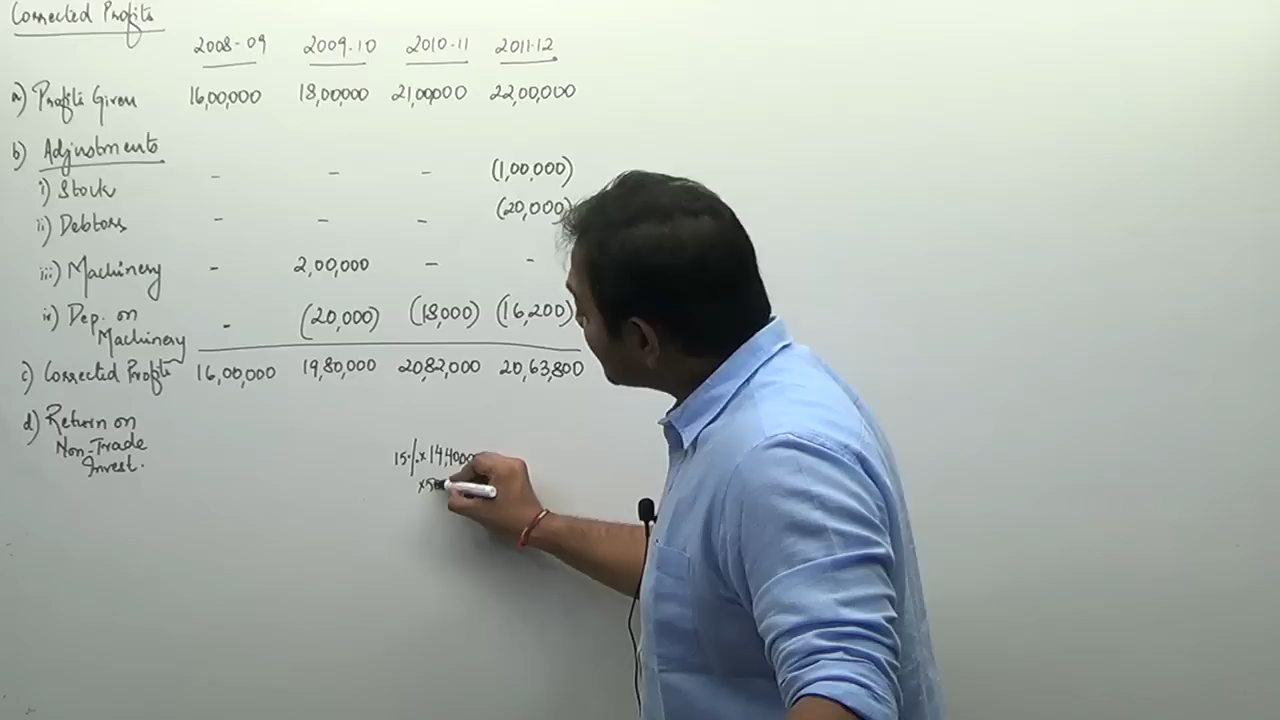 Corrected Profits
2008-09 2009-10 2010-11 2011-12
a) Profits Given 16,00,000 18,00,000 21,00,000 22,00,000
b) Adjustments
i) Stock - - - (1,00,000)
ii) Debtors - - - (20,000)
iii) Machinery - 2,00,000 - -
iv) Dep. on - (20,000) (18,000) (16,200)
Machinery
c) Corrected Profits 16,00,000 19,80,000 20,82,000 20,63,800
d) Return on
Non-Trade
Invest.
15% x 14,4000